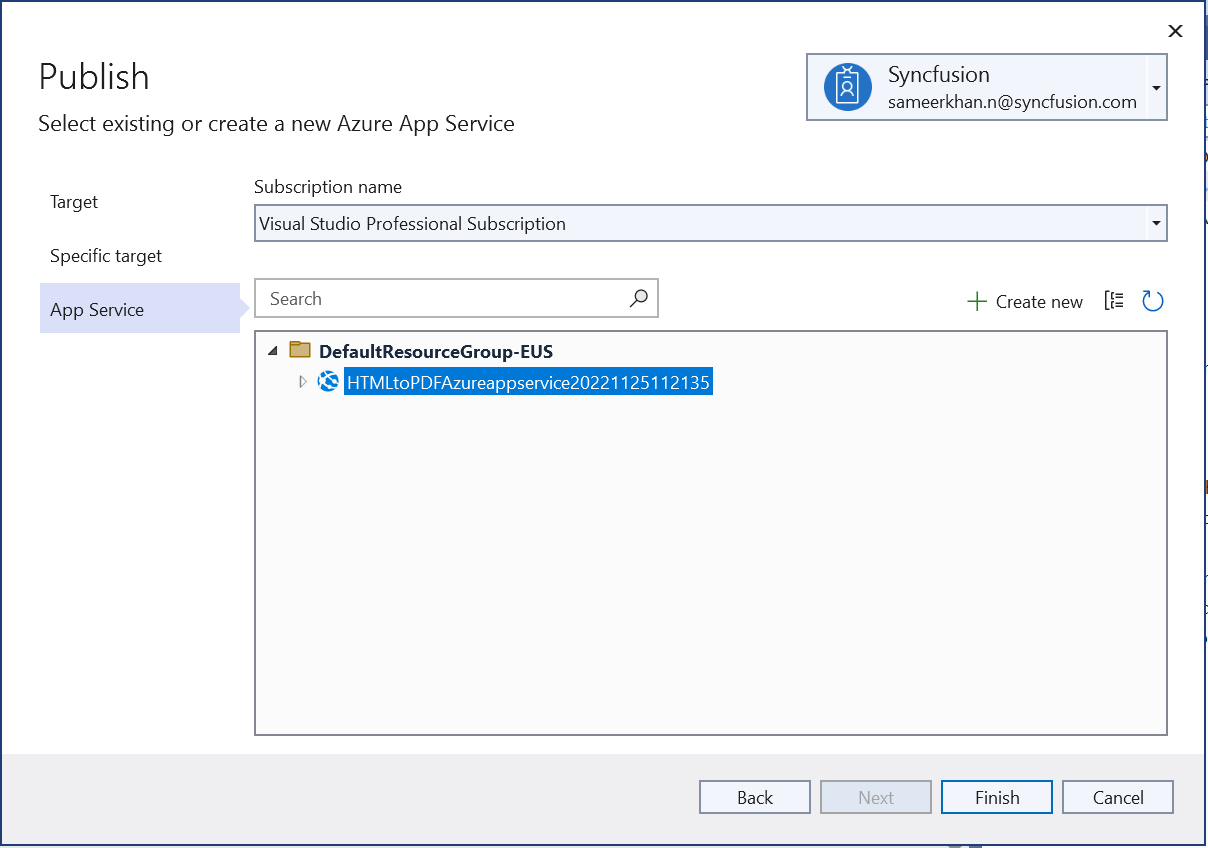 Publish
Select existing or create a new Azure App Service
Syncfusion
sameerkhan.n@syncfusion.com
Target
Specific target
App Service
Subscription name
Visual Studio Professional Subscription
Search
Create new
DefaultResourceGroup-EUS
HTMLtoPDFAzureappservice20221125112135
Back
Next
Finish
Cancel